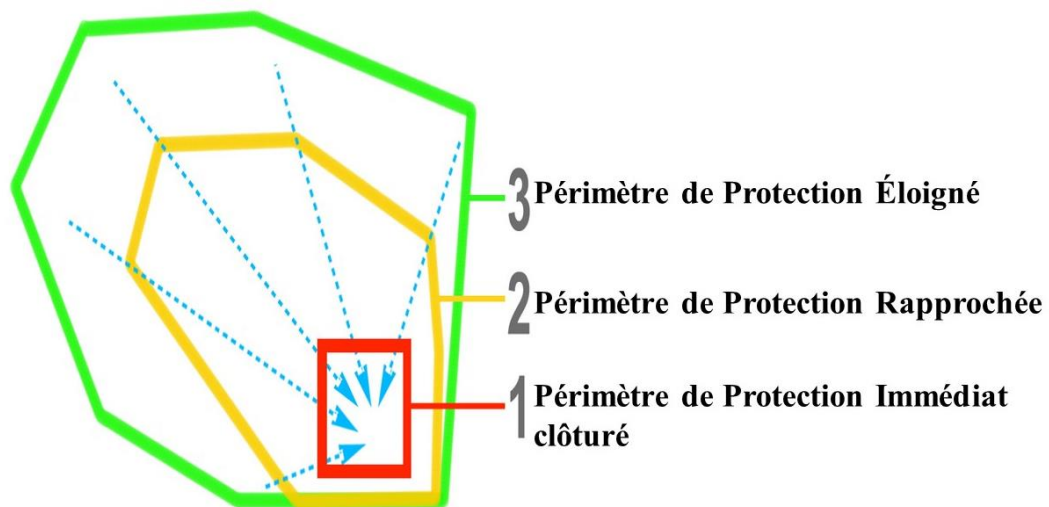 3 Périmètre de Protection Éloigné
2 Périmètre de Protection Rapprochée
1 Périmètre de Protection Immédiat
clôturé